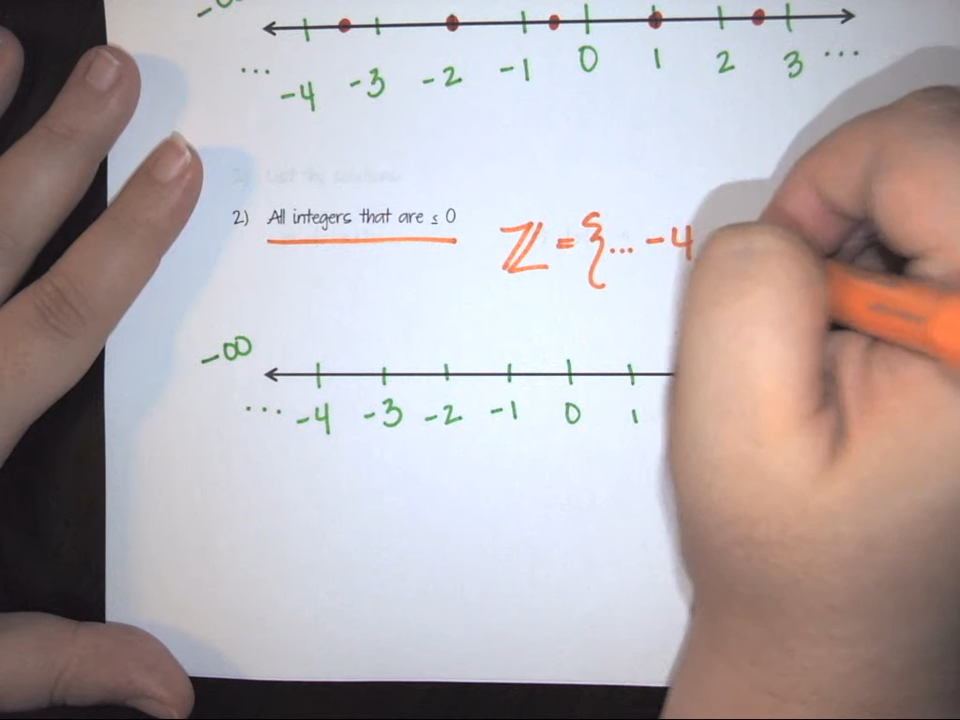 -∞
... -4 -3 -2 -1 0 1 2 3 ...
2) All integers that are ≤ 0
ℤ = {... -4
-∞
... -4 -3 -2 -1 0 1